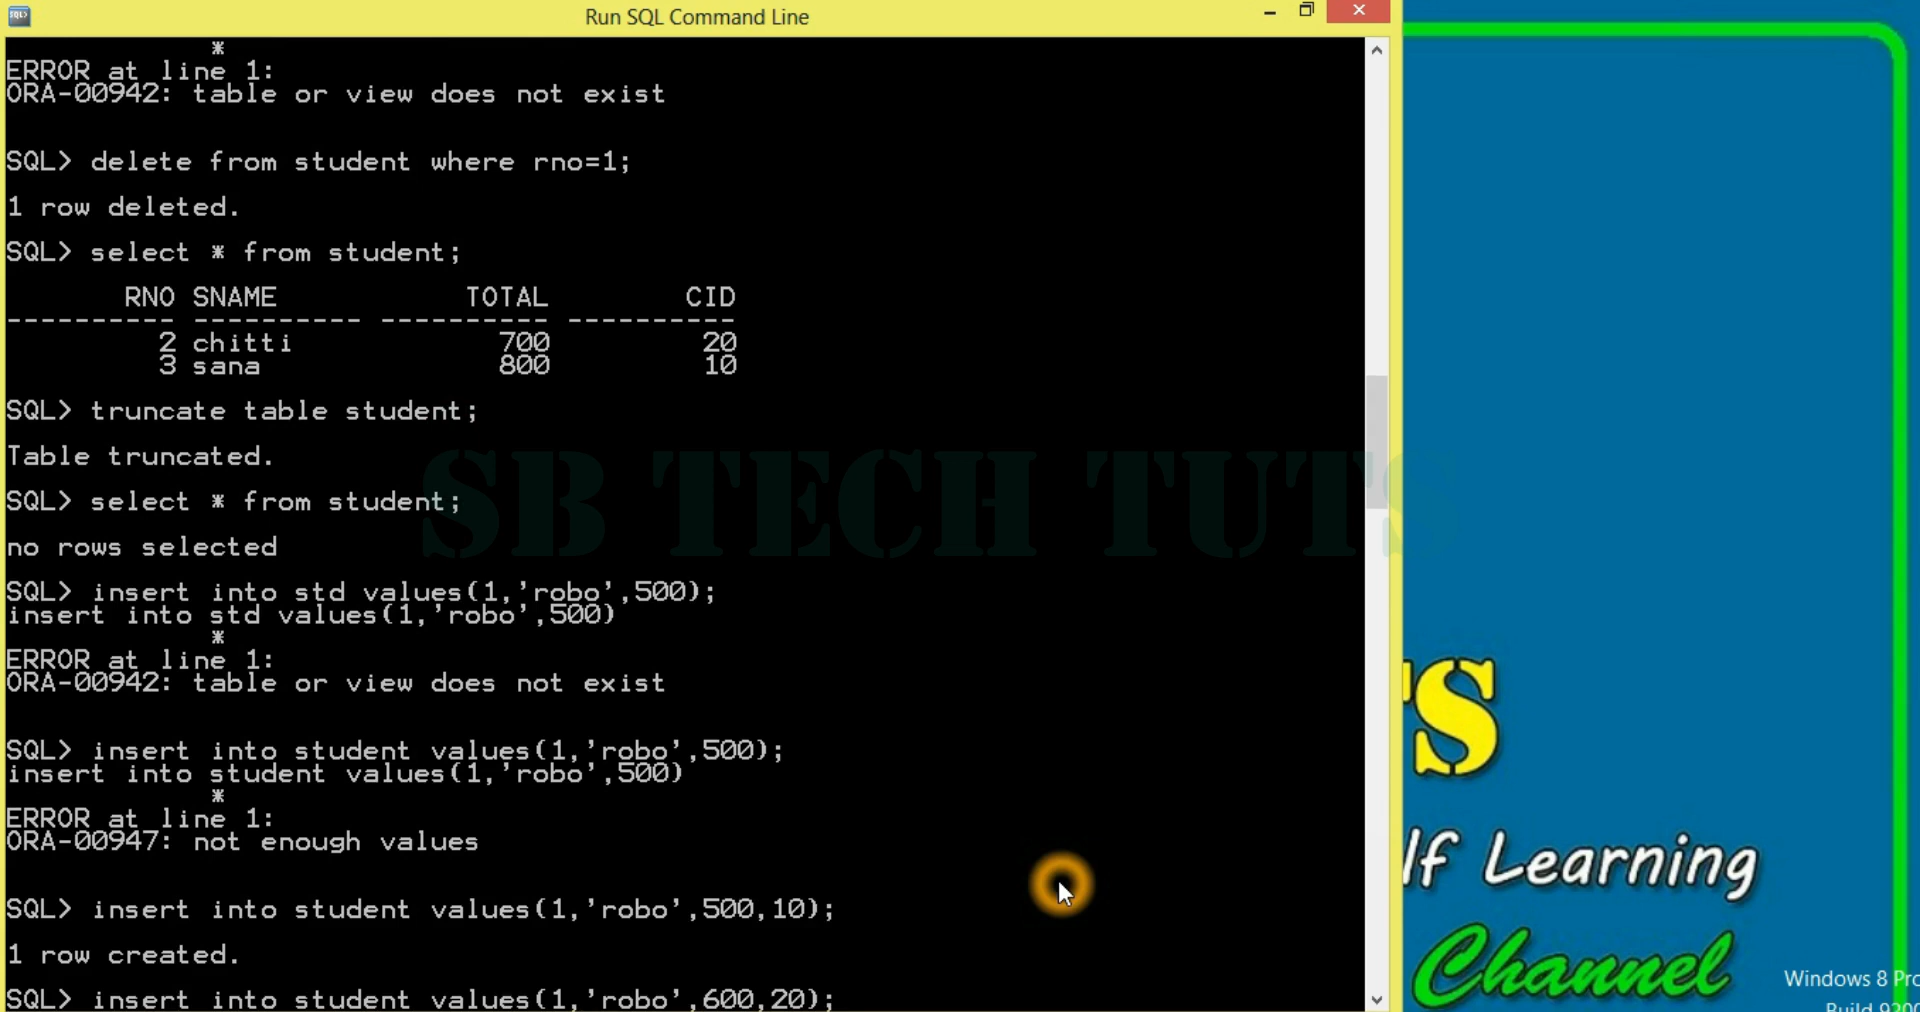 Run SQL Command Line
*
ERROR at line 1:
ORA-00942: table or view does not exist
SQL> delete from student where rno=1;
1 row deleted.
SQL> select * from student;
RNO SNAME TOTAL CID
---------- ---------- ---------- ----------
2 chitti 700 20
3 sana 800 10
SQL> truncate table student;
Table truncated.
SQL> select * from student;
no rows selected
SQL> insert into std values(1,'robo',500);
insert into std values(1,'robo',500)
*
ERROR at line 1:
ORA-00942: table or view does not exist
SQL> insert into student values(1,'robo',500);
insert into student values(1,'robo',500)
*
ERROR at line 1:
ORA-00947: not enough values
SQL> insert into student values(1,'robo',500,10);
1 row created.
SQL> insert into student values(1,'robo',600,20);
SB TECH TUTS
TS
lf Learning
Channel
Windows 8 Pro
Build 9200